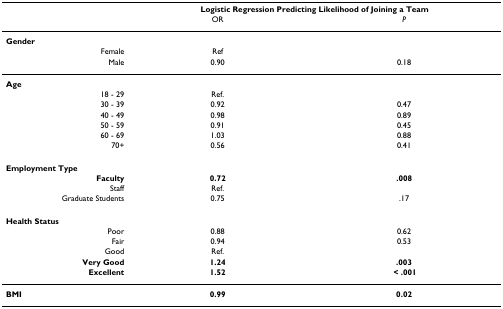 Logistic Regression Predicting Likelihood of Joining a Team
OR P
Gender
Female Ref
Male 0.90 0.18
Age
18 - 29 Ref.
30 - 39 0.92 0.47
40 - 49 0.98 0.89
50 - 59 0.91 0.45
60 - 69 1.03 0.88
70+ 0.56 0.41
Employment Type
Faculty 0.72 .008
Staff Ref.
Graduate Students 0.75 .17
Health Status
Poor 0.88 0.62
Fair 0.94 0.53
Good Ref.
Very Good 1.24 .003
Excellent 1.52 < .001
BMI 0.99 0.02